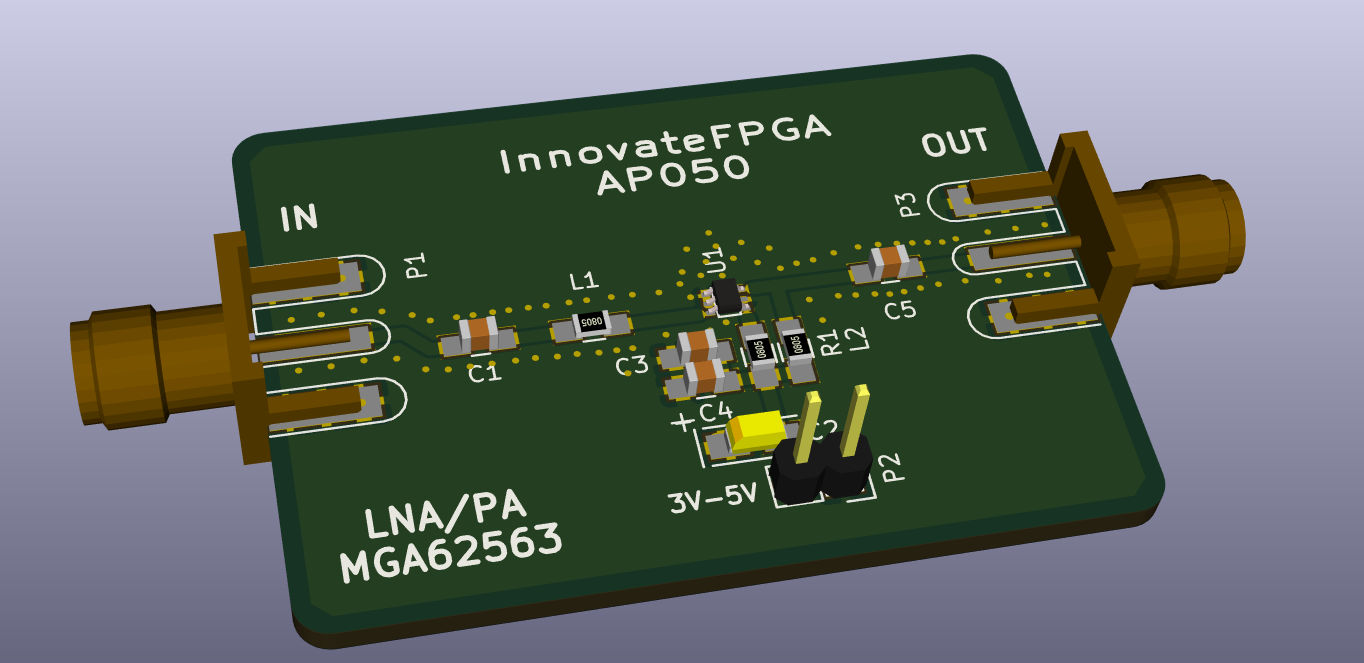 InnovateFPGA
AP050
OUT
IN
P3
P1
U1
L1
0805
C5
C1
C3
0805
0805
R1
L2
+
C4
C2
P2
3V-5V
LNA/PA
MGA62563